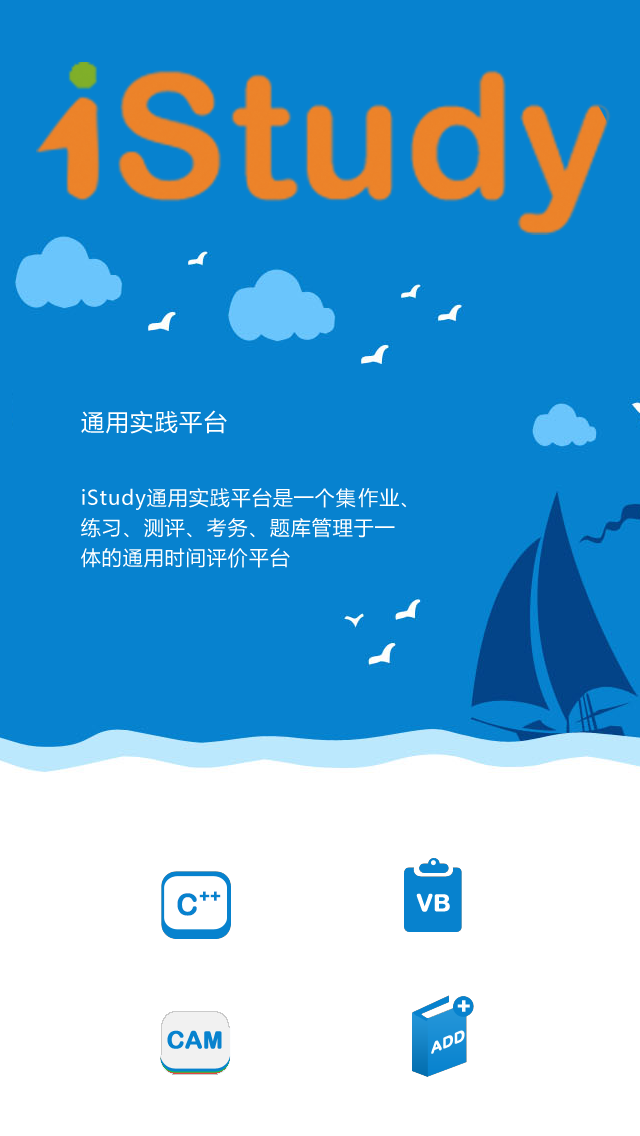 iStudy
通用实践平台
iStudy通用实践平台是一个集作业、
练习、测评、考务、题库管理于一
体的通用时间评价平台
C++
VB
CAM
ADD